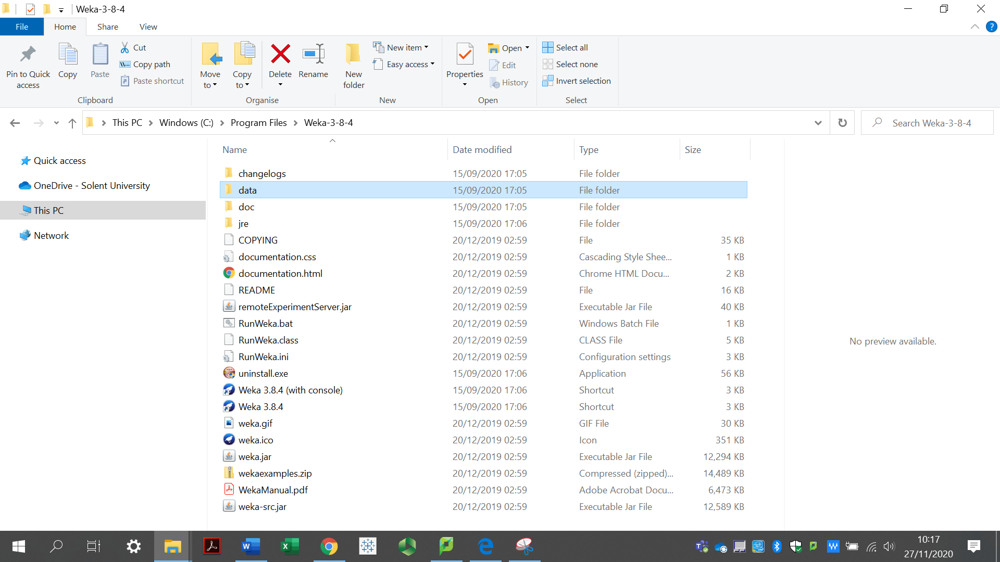 Weka-3-8-4
File Home Share View
Pin to Quick access
Copy
Paste
Cut
Copy path
Paste shortcut
Clipboard
Move to
Copy to
Delete
Rename
Organise
New folder
New item
Easy access
New
Properties
Open
Edit
History
Open
Select all
Select none
Invert selection
Select
This PC Windows (C:) Program Files Weka-3-8-4
Search Weka-3-8-4
Quick access
OneDrive - Solent University
This PC
Network
Name Date modified Type Size
changelogs 15/09/2020 17:05 File folder
data 15/09/2020 17:05 File folder
doc 15/09/2020 17:05 File folder
jre 15/09/2020 17:06 File folder
COPYING 20/12/2019 02:59 File 35 KB
documentation.css 20/12/2019 02:59 Cascading Style Shee... 1 KB
documentation.html 20/12/2019 02:59 Chrome HTML Docu... 2 KB
README 20/12/2019 02:59 File 16 KB
remoteExperimentServer.jar 20/12/2019 02:59 Executable Jar File 40 KB
RunWeka.bat 20/12/2019 02:59 Windows Batch File 1 KB
RunWeka.class 20/12/2019 02:59 CLASS File 5 KB
RunWeka.ini 20/12/2019 02:59 Configuration settings 3 KB
uninstall.exe 15/09/2020 17:06 Application 56 KB
Weka 3.8.4 (with console) 15/09/2020 17:06 Shortcut 3 KB
Weka 3.8.4 15/09/2020 17:06 Shortcut 3 KB
weka.gif 20/12/2019 02:59 GIF File 30 KB
weka.ico 20/12/2019 02:59 Icon 351 KB
weka.jar 20/12/2019 02:59 Executable Jar File 12,294 KB
wekaexamples.zip 20/12/2019 02:59 Compressed (zipped)... 14,489 KB
WekaManual.pdf 20/12/2019 02:59 Adobe Acrobat Docu... 6,473 KB
weka-src.jar 20/12/2019 02:59 Executable Jar File 12,589 KB
No preview available.
10:17
27/11/2020